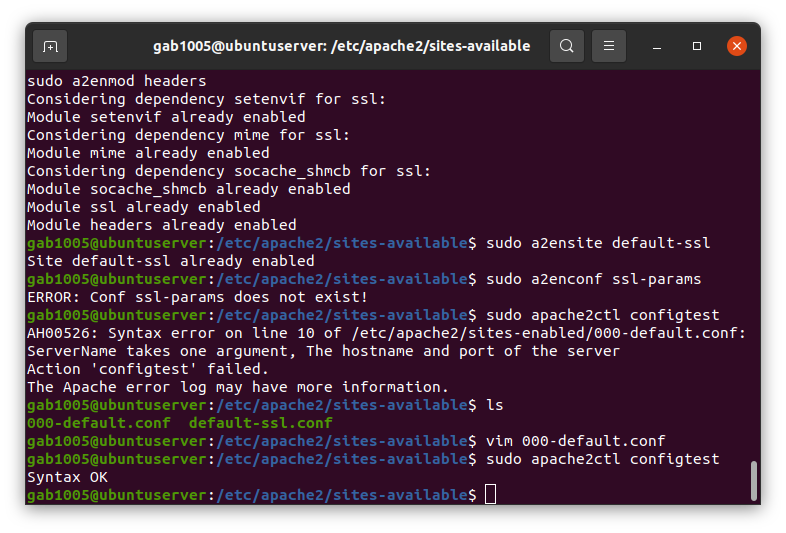 gab1005@ubuntuserver: /etc/apache2/sites-available
sudo a2enmod headers
Considering dependency setenvif for ssl:
Module setenvif already enabled
Considering dependency mime for ssl:
Module mime already enabled
Considering dependency socache_shmcb for ssl:
Module socache_shmcb already enabled
Module ssl already enabled
Module headers already enabled
gab1005@ubuntuserver:/etc/apache2/sites-available$ sudo a2ensite default-ssl
Site default-ssl already enabled
gab1005@ubuntuserver:/etc/apache2/sites-available$ sudo a2enconf ssl-params
ERROR: Conf ssl-params does not exist!
gab1005@ubuntuserver:/etc/apache2/sites-available$ sudo apache2ctl configtest
AH00526: Syntax error on line 10 of /etc/apache2/sites-enabled/000-default.conf:
ServerName takes one argument, The hostname and port of the server
Action 'configtest' failed.
The Apache error log may have more information.
gab1005@ubuntuserver:/etc/apache2/sites-available$ ls
000-default.conf  default-ssl.conf
gab1005@ubuntuserver:/etc/apache2/sites-available$ vim 000-default.conf
gab1005@ubuntuserver:/etc/apache2/sites-available$ sudo apache2ctl configtest
Syntax OK
gab1005@ubuntuserver:/etc/apache2/sites-available$